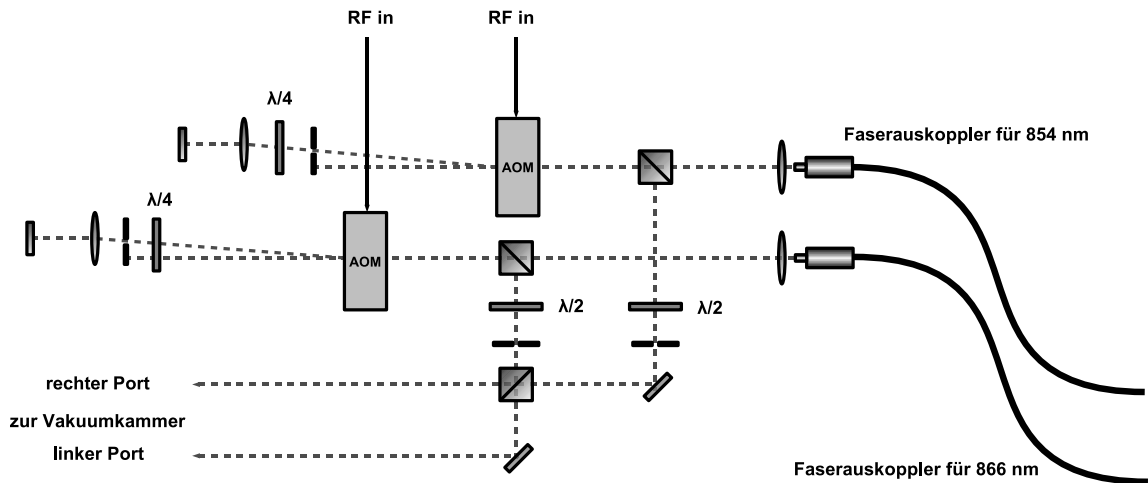 RF in
RF in
λ/4
Faserauskoppler für 854 nm
AOM
λ/4
AOM
λ/2
λ/2
rechter Port
zur Vakuumkammer
linker Port
Faserauskoppler für 866 nm